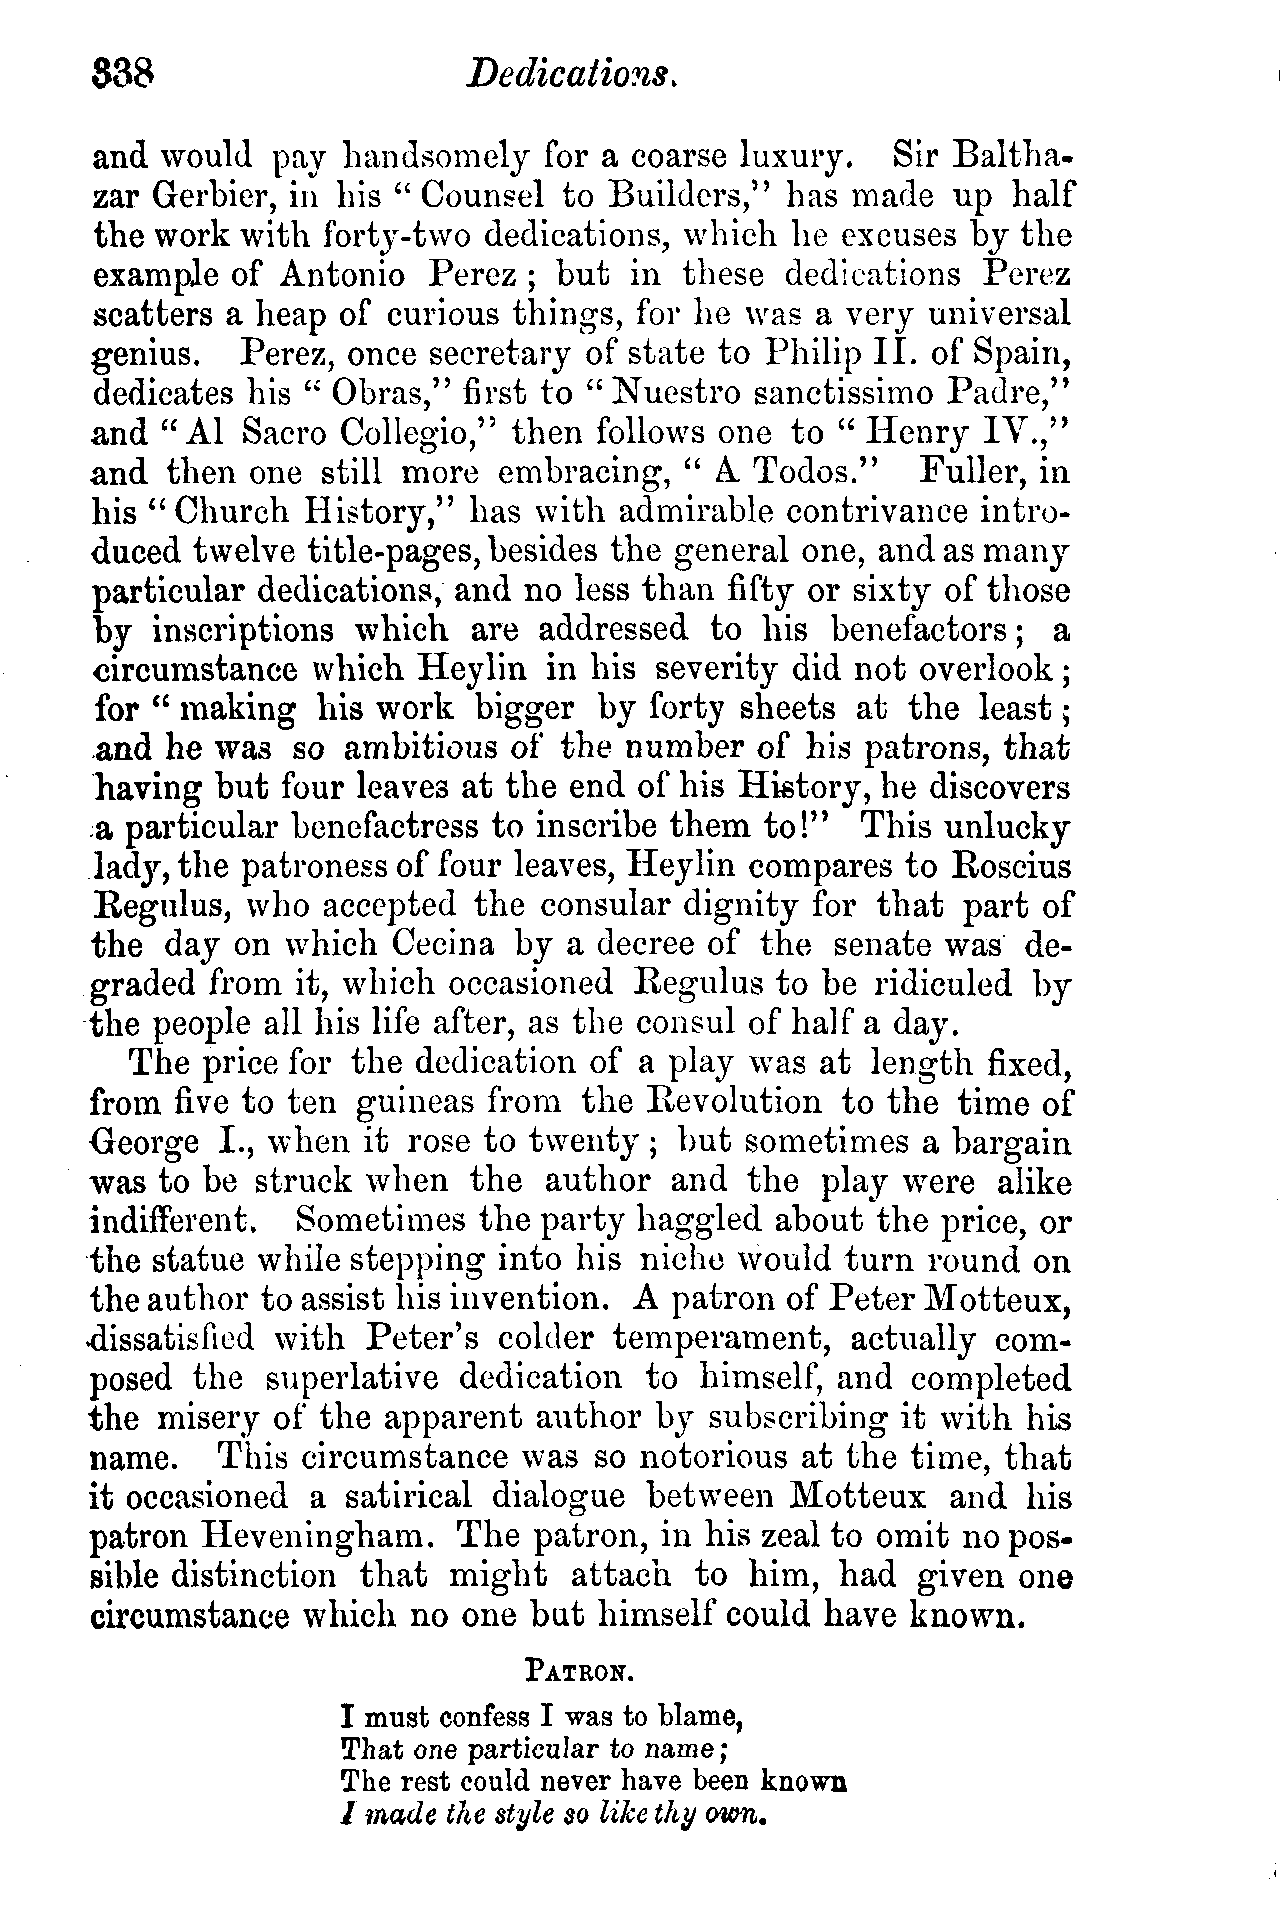 338 Dedications.
and would pay handsomely for a coarse luxury. Sir Baltha-
zar Gerbier, in his " Counsel to Builders," has made up half
the work with forty-two dedications, which he excuses by the
example of Antonio Perez ; but in these dedications Perez
scatters a heap of curious things, for he was a very universal
genius. Perez, once secretary of state to Philip II. of Spain,
dedicates his " Obras," first to " Nuestro sanctissimo Padre,"
and " Al Sacro Collegio," then follows one to " Henry IV.,"
and then one still more embracing, " A Todos." Fuller, in
his " Church History," has with admirable contrivance intro-
duced twelve title-pages, besides the general one, and as many
particular dedications, and no less than fifty or sixty of those
by inscriptions which are addressed to his benefactors ; a
circumstance which Heylin in his severity did not overlook ;
for " making his work bigger by forty sheets at the least ;
and he was so ambitious of the number of his patrons, that
having but four leaves at the end of his History, he discovers
a particular benefactress to inscribe them to!" This unlucky
lady, the patroness of four leaves, Heylin compares to Roscius
Regulus, who accepted the consular dignity for that part of
the day on which Cecina by a decree of the senate was de-
graded from it, which occasioned Regulus to be ridiculed by
the people all his life after, as the consul of half a day.
The price for the dedication of a play was at length fixed,
from five to ten guineas from the Revolution to the time of
George I., when it rose to twenty ; but sometimes a bargain
was to be struck when the author and the play were alike
indifferent. Sometimes the party haggled about the price, or
the statue while stepping into his niche would turn round on
the author to assist his invention. A patron of Peter Motteux,
dissatisfied with Peter's colder temperament, actually com-
posed the superlative dedication to himself, and completed
the misery of the apparent author by subscribing it with his
name. This circumstance was so notorious at the time, that
it occasioned a satirical dialogue between Motteux and his
patron Heveningham. The patron, in his zeal to omit no pos-
sible distinction that might attach to him, had given one
circumstance which no one but himself could have known.
PATRON.
I must confess I was to blame,
That one particular to name ;
The rest could never have been known
I made the style so like thy own.